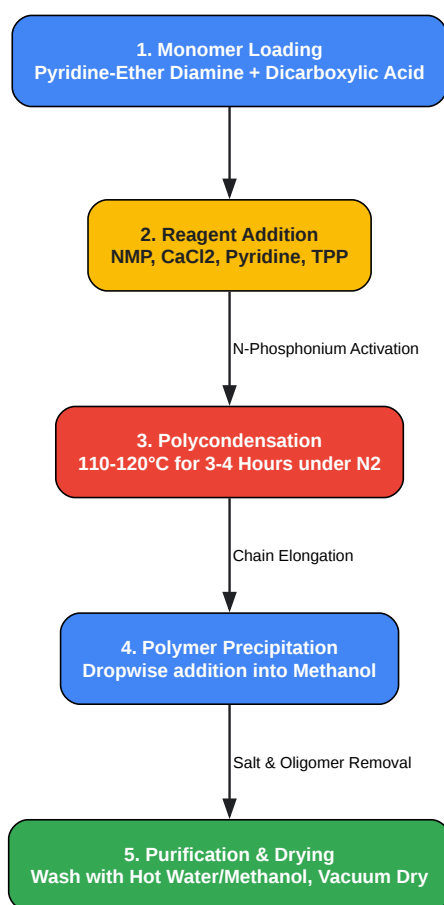 1. Monomer Loading
Pyridine-Ether Diamine + Dicarboxylic Acid
2. Reagent Addition
NMP, CaCl2, Pyridine, TPP
N-Phosphonium Activation
3. Polycondensation
110-120°C for 3-4 Hours under N2
Chain Elongation
4. Polymer Precipitation
Dropwise addition into Methanol
Salt & Oligomer Removal
5. Purification & Drying
Wash with Hot Water/Methanol, Vacuum Dry